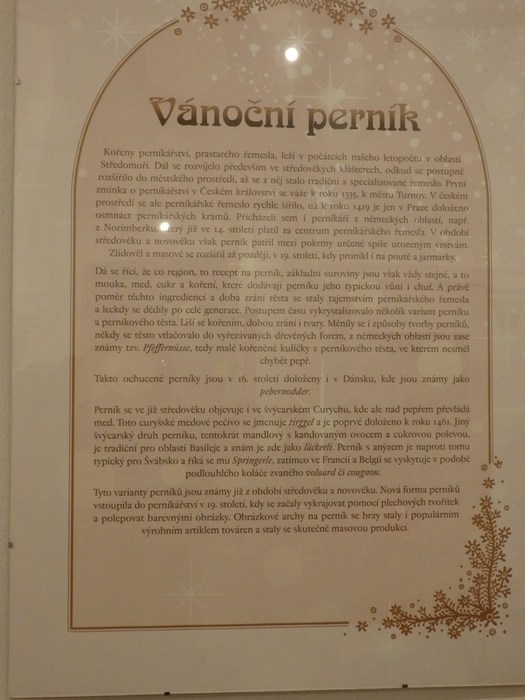 Vánoční perník
Kořeny perníkářství, prastarého řemesla, leží v počátcích našeho letopočtu v oblasti
Středomoří. Dál se rozvíjelo především ve středověkých klášterech, odkud se postupně
rozšířilo do městského prostředí, až se z něj stalo tradiční a specializované řemeslo. První
zmínka o perníkářství v Českém království se váže k roku 1335, k městu Turnov. V českém
prostředí se ale perníkářské řemeslo rychle šířilo, už k roku 1419 je jen v Praze doloženo
osmnáct perníkářských krámů. Přicházeli sem i perníkáři z německých oblastí, např.
z Norimberku, který již ve 14. století platil za centrum perníkářského řemesla. V období
středověku a novověku však perník patřil mezi pokrmy určené spíše urozeným vrstvám.
Zlidověl a masově se rozšířil až později, v 19. století, kdy pronikl i na poutě a jarmarky.
Dá se říci, že co region, to recept na perník, základní suroviny jsou však vždy stejné, a to
mouka, med, cukr a koření, které dodávají perníku jeho typickou vůni i chuť. A právě
poměr těchto ingrediencí a doba zrání těsta se staly tajemstvím perníkářského řemesla
a leckdy se dědily po celé generace. Postupem času vykrystalizovalo několik variant perníku
a perníkového těsta. Liší se kořením, dobou zrání i tvary. Měnily se i způsoby tvorby perníků,
někdy se těsto vtlačovalo do vyřezávaných dřevěných forem, z německých oblastí jsou zase
známy tzv. Pfeffernüsse, tedy malé kořeněné kuličky z perníkového těsta, ve kterém nesměl
chybět pepř.
Takto ochucené perníky jsou v 16. století doloženy i v Dánsku, kde jsou známy jako
pebernodder.
Perník se ve již středověku objevuje i ve švýcarském Curychu, kde ale nad pepřem převládá
med. Toto curyšské medové pečivo se jmenuje tirggel a je poprvé doloženo k roku 1461. Jiný
švýcarský druh perníku, tentokrát mandlový s kandovaným ovocem a cukrovou polevou,
je tradiční pro oblasti Basileje a znám je zde jako läckerli. Perník s anýzem je naproti tomu
typický pro Švábsko a říká se mu Springerle, zatímco ve Francii a Belgii se vyskytuje v podobě
podlouhlého koláče zvaného volaard či cougnou.
Tyto varianty perníků jsou známy již z období středověku a novověku. Nová forma perníků
vstoupila do perníkářství v 19. století, kdy se začaly vykrajovat pomocí plechových tvořítek
a polepovat barevnými obrázky. Obrázkové archy na perník se brzy staly i populárním
výrobním artiklem továren a staly se skutečně masovou produkcí.